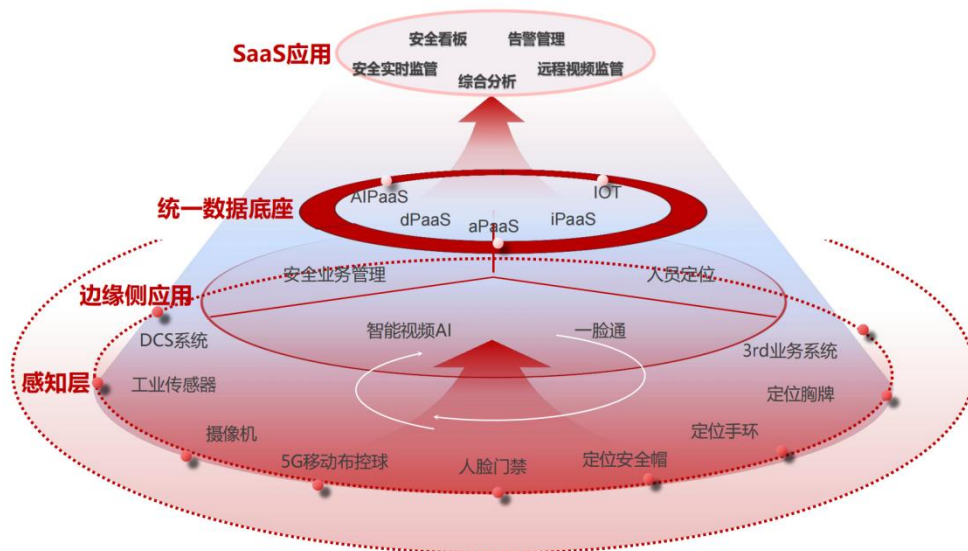 安全看板 告警管理
SaaS应用
安全实时监管 远程视频监管
综合分析
AIPaaS IOT
统一数据底座
dPaaS aPaaS iPaaS
安全业务管理 人员定位
边缘侧应用
智能视频AI 一脸通
DCS系统 3rd业务系统
感知层
工业传感器 定位胸牌
摄像机 定位手环
5G移动布控球 人脸门禁 定位安全帽